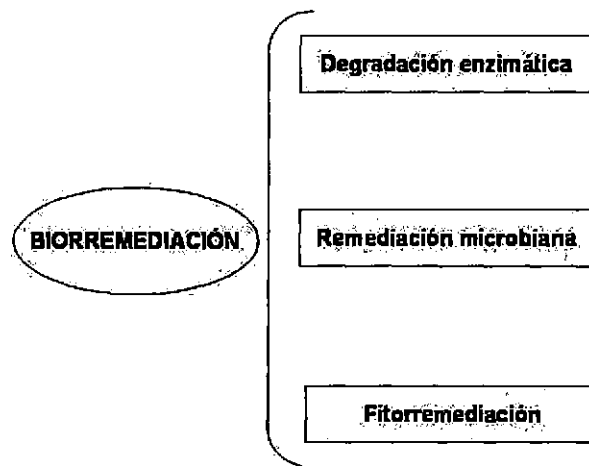 Degradación enzimática
BIORREMEDIACIÓN
Remediación microbiana
Fitorremediación